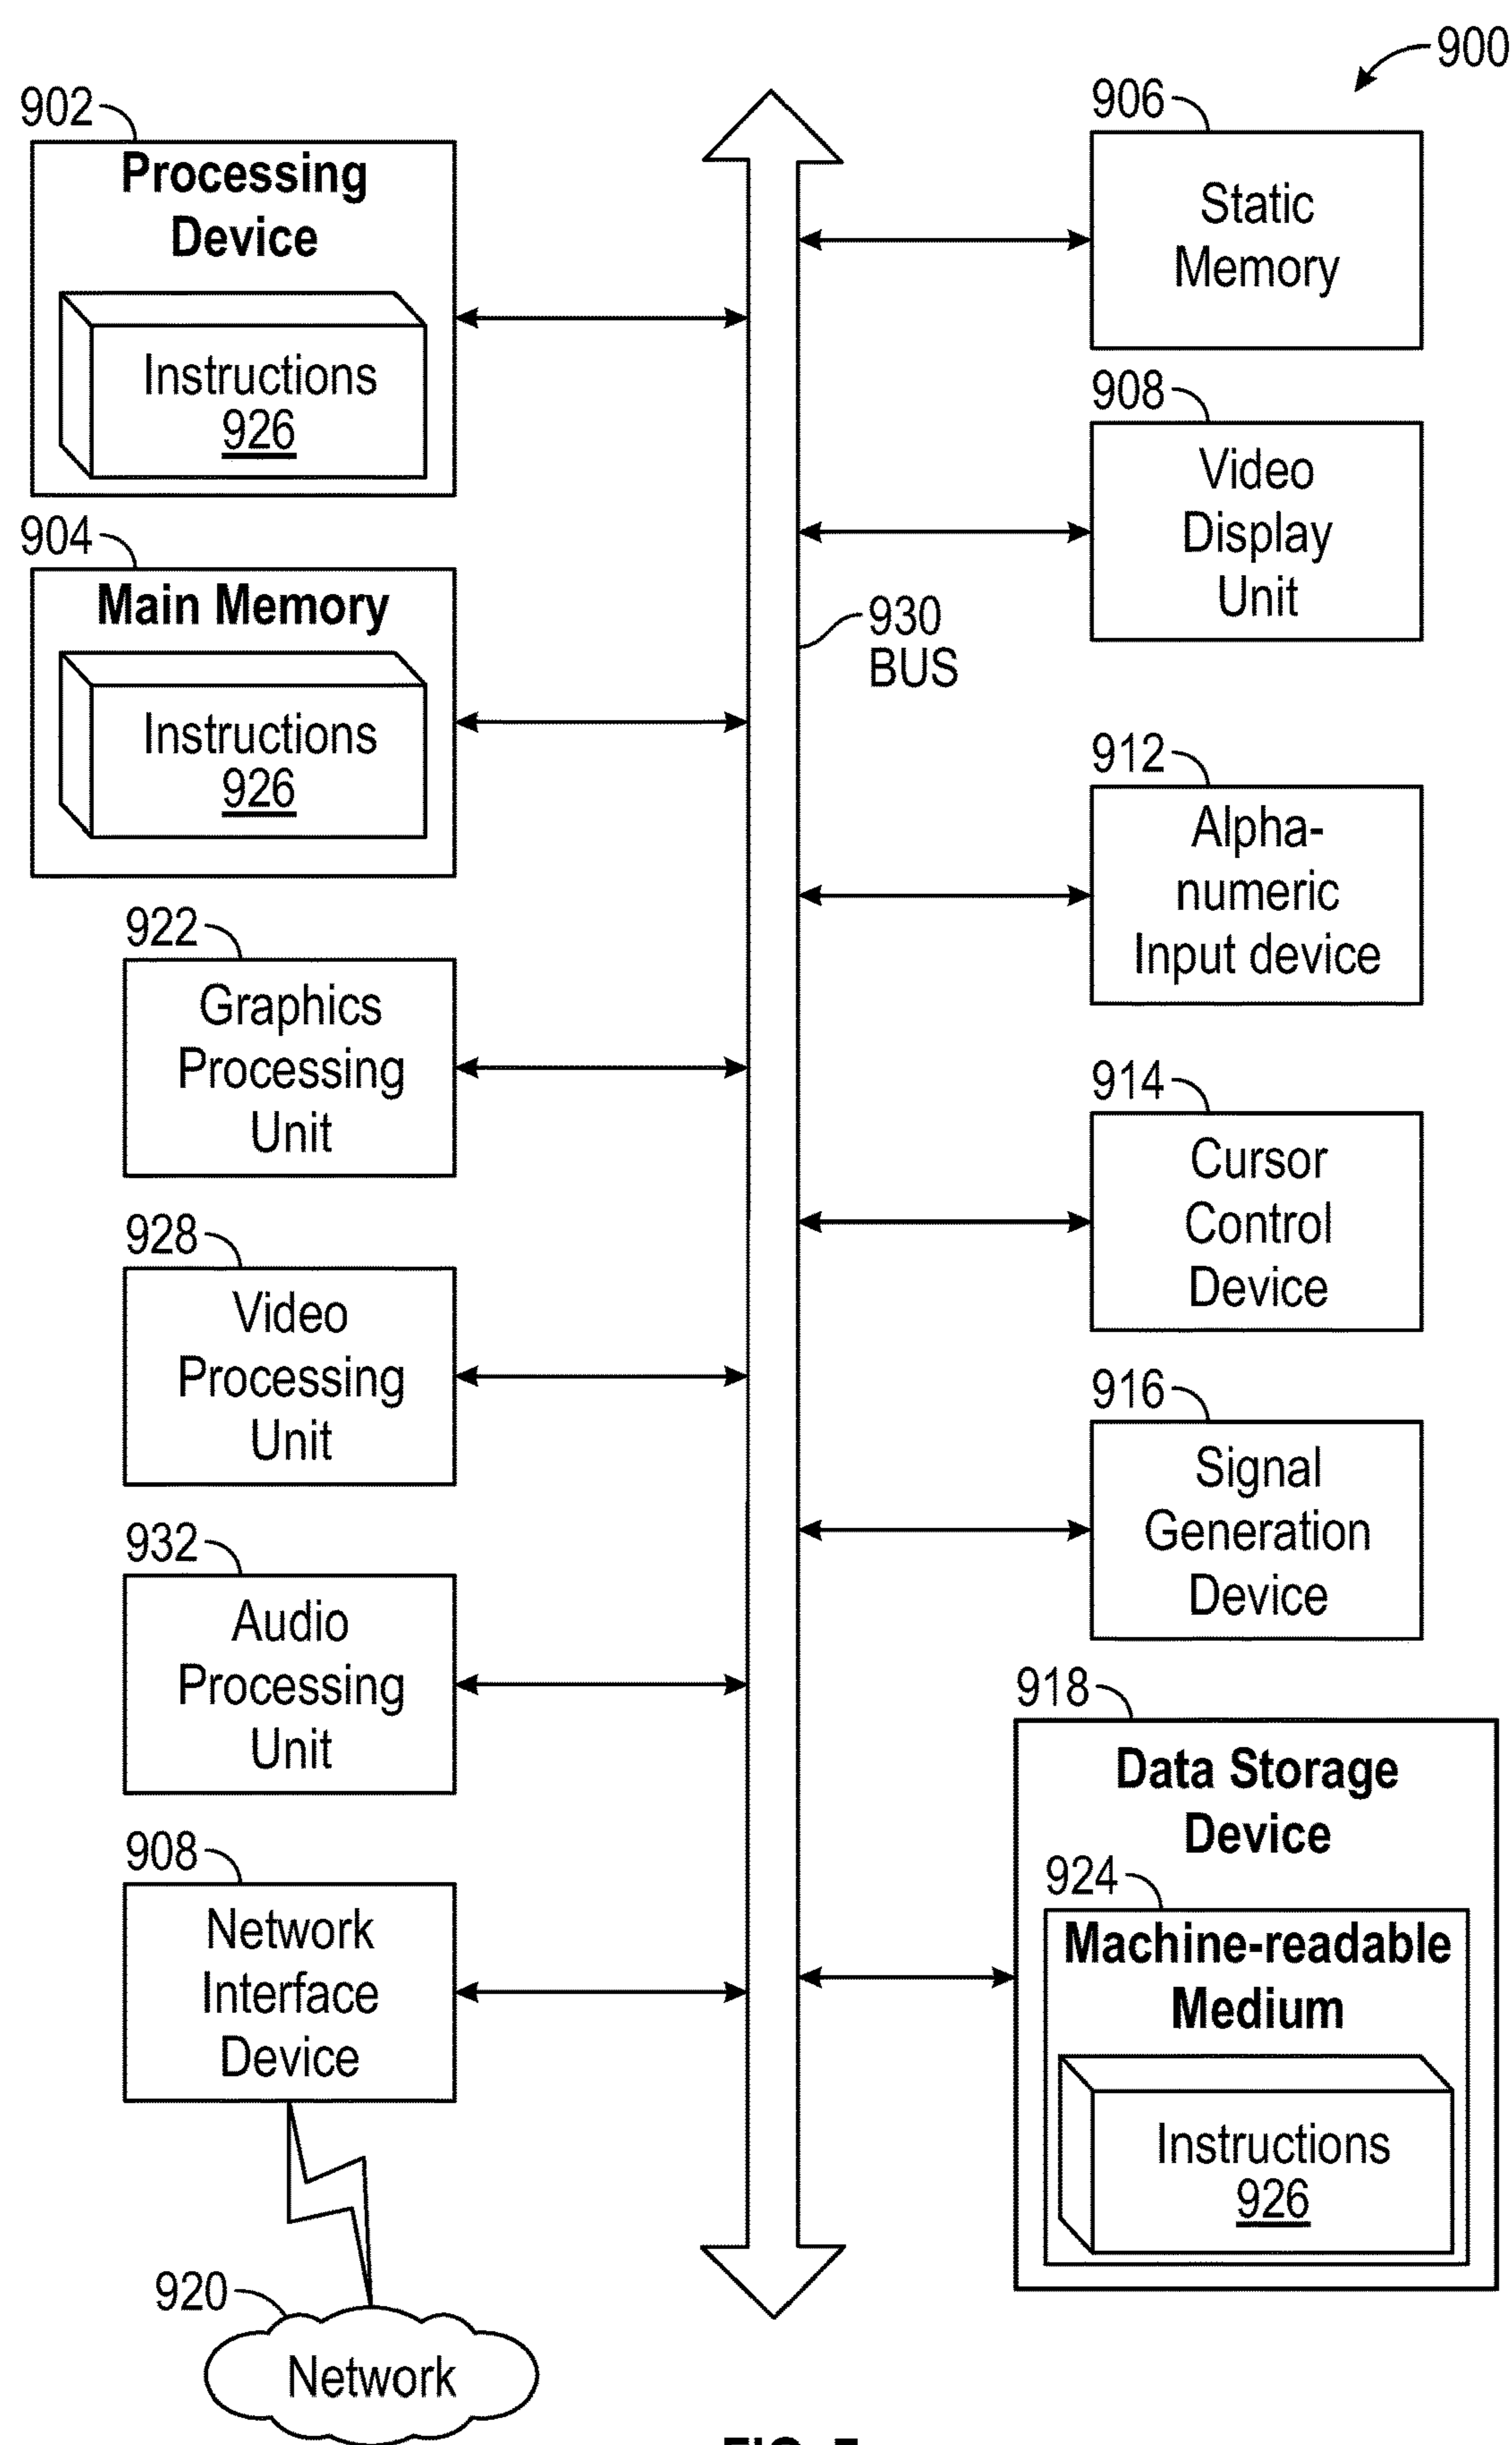 900
902
Processing
Device
Instructions
926
904
Main Memory
Instructions
926
922
Graphics
Processing
Unit
928
Video
Processing
Unit
932
Audio
Processing
Unit
908
Network
Interface
Device
920
Network
930
BUS
906
Static
Memory
908
Video
Display
Unit
912
Alpha-
numeric
Input device
914
Cursor
Control
Device
916
Signal
Generation
Device
918
Data Storage
Device
924
Machine-readable
Medium
Instructions
926